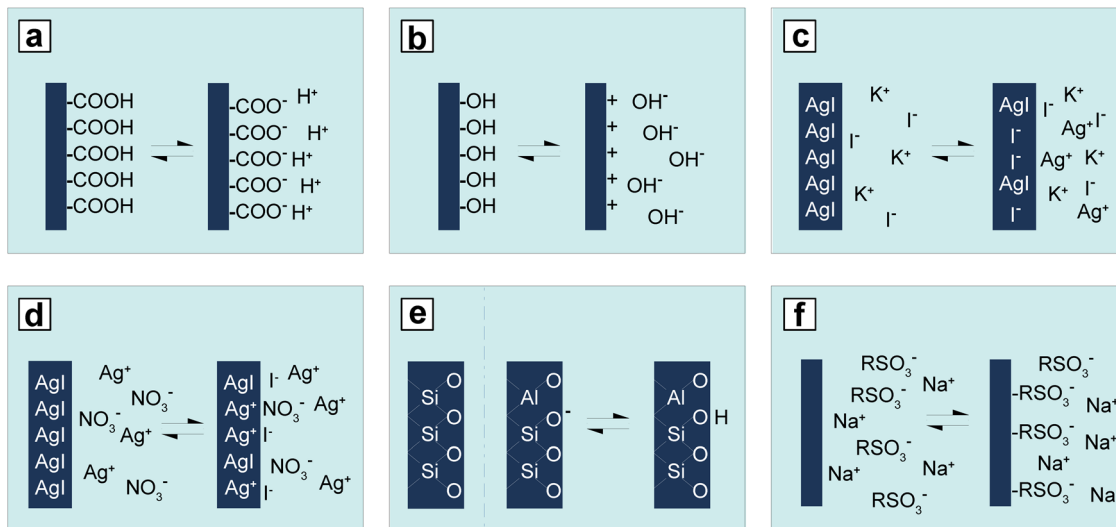 a
-COOH
-COOH
-COOH
-COOH
-COOH
-COO⁻ H⁺
-COO⁻ H⁺
-COO⁻ H⁺
-COO⁻ H⁺
-COO⁻ H⁺
b
-OH
-OH
-OH
-OH
-OH
+ OH⁻
+ OH⁻
+ OH⁻
+ OH⁻
+ OH⁻
c
AgI K⁺
AgI I⁻ I⁻
AgI K⁺
AgI K⁺
AgI I⁻
AgI I⁻ K⁺
I⁻ Ag⁺ I⁻
I⁻ Ag⁺ K⁺
AgI K⁺ I⁻
I⁻ Ag⁺
d
AgI Ag⁺
AgI NO₃⁻ NO₃⁻
AgI Ag⁺
AgI Ag⁺
AgI NO₃⁻
AgI I⁻ Ag⁺
Ag⁺ NO₃⁻ Ag⁺
Ag⁺ I⁻
AgI NO₃⁻
Ag⁺ I⁻ Ag⁺
e
O
Si
O
Si
O
Si
O
O
Al
O ⁻
Si
O
Si
O
O
Al
O H
Si
O
Si
O
f
RSO₃⁻
RSO₃⁻ Na⁺
Na⁺
RSO₃⁻
Na⁺ Na⁺
RSO₃⁻
RSO₃⁻
-RSO₃⁻ Na⁺
-RSO₃⁻ Na⁺
Na⁺
-RSO₃⁻ Na⁺